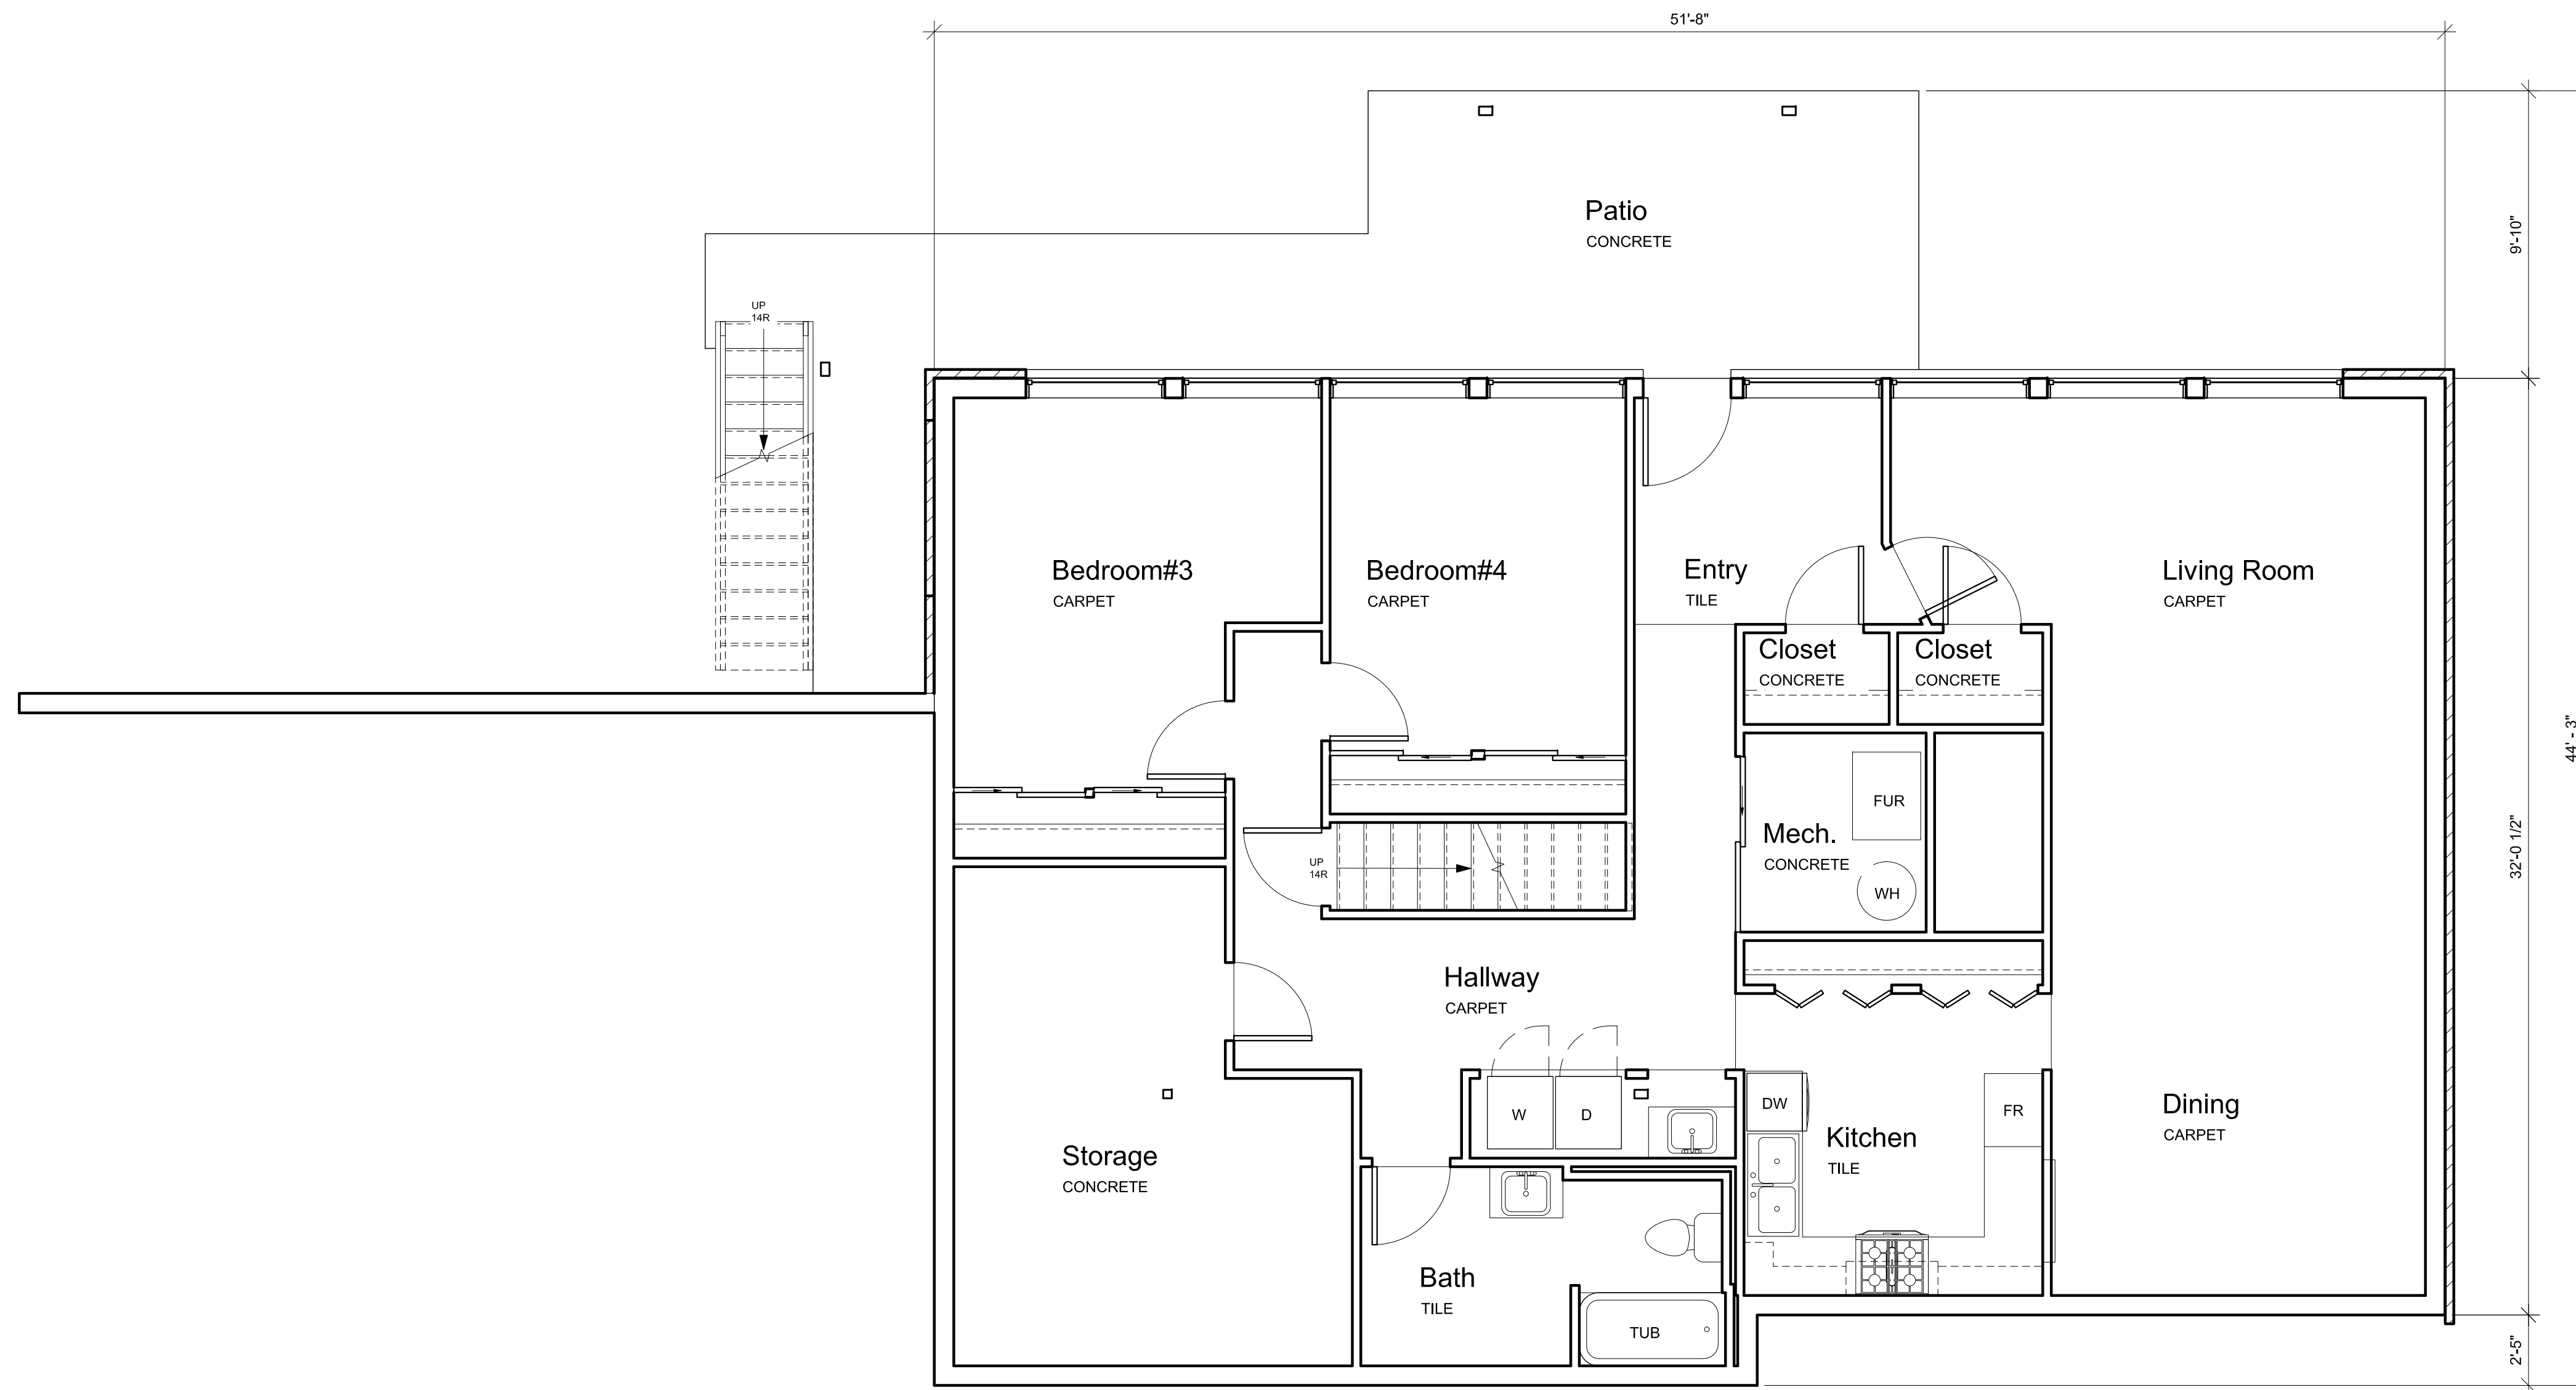 51'-8"
Patio
CONCRETE
9'-10"
UP
14R
Bedroom#3
CARPET
Bedroom#4
CARPET
Entry
TILE
Living Room
CARPET
Closet
CONCRETE
Closet
CONCRETE
44' - 3"
FUR
Mech.
CONCRETE
32'-0 1/2"
UP
14R
WH
Hallway
CARPET
W
D
DW
FR
Dining
CARPET
Kitchen
TILE
Storage
CONCRETE
Bath
TILE
TUB
2'-5"